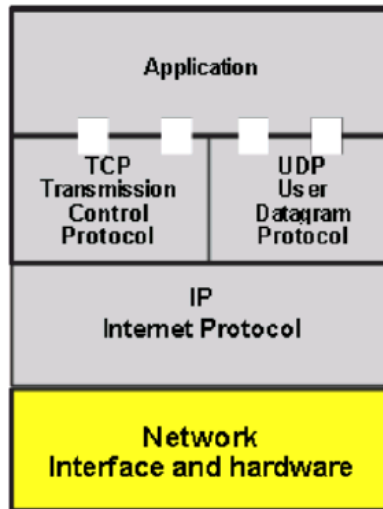 Application
TCP
Transmission
Control
Protocol
UDP
User
Datagram
Protocol
IP
Internet Protocol
Network
Interface and hardware